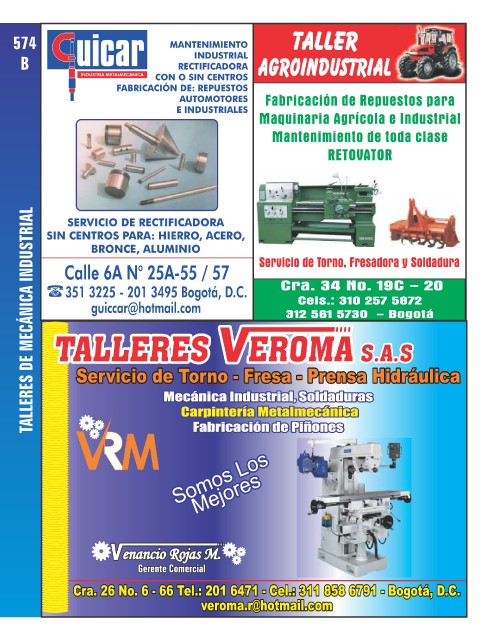 574
B
TALLERES DE MECÁNICA INDUSTRIAL
Guicar
INDUSTRIA METALMECANICA
MANTENIMIENTO
INDUSTRIAL
RECTIFICADORA
CON O SIN CENTROS
FABRICACIÓN DE: REPUESTOS
AUTOMOTORES
E INDUSTRIALES
SERVICIO DE RECTIFICADORA
SIN CENTROS PARA: HIERRO, ACERO,
BRONCE, ALUMINIO
Calle 6A N° 25A-55 / 57
☎ 351 3225 - 201 3495 Bogotá, D.C.
guiccar@hotmail.com
TALLER
AGROINDUSTRIAL
Fabricación de Repuestos para
Maquinaria Agrícola e Industrial
Mantenimiento de toda clase
RETOVATOR
Servicio de Torno, Fresadora y Soldadura
Cra. 34 No. 19C – 20
Cels.: 310 257 5872
312 561 5730 – Bogotá
TALLERES VEROMA S.A.S
Servicio de Torno - Fresa - Prensa Hidráulica
Mecánica Industrial, Soldaduras
Carpintería Metalmecánica
Fabricación de Piñones
VRM
Somos Los
Mejores
Venancio Rojas M.
Gerente Comercial
Cra. 26 No. 6 - 66 Tel.: 201 6471 - Cel.: 311 858 6791 - Bogotá, D.C.
veroma.r@hotmail.com